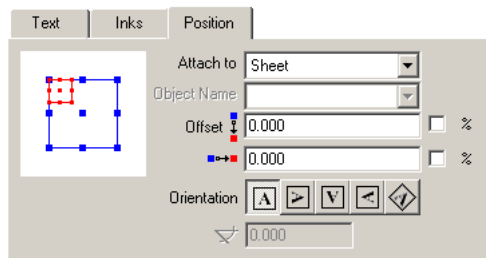 Text Inks Position
Attach to Sheet
Object Name
Offset 0.000 %
0.000 %
Orientation A A A A A
0.000